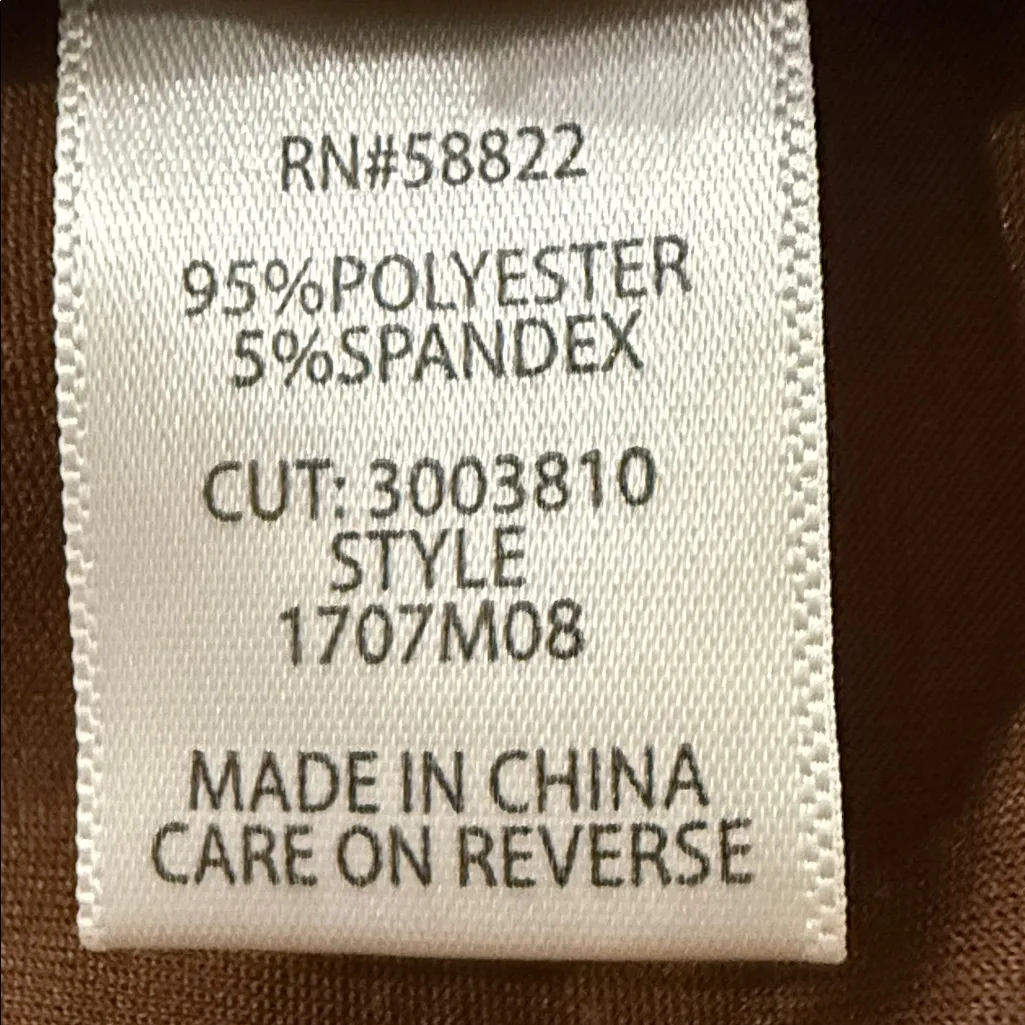 RN#58822
95%POLYESTER
5%SPANDEX
CUT: 3003810
STYLE
1707M08
MADE IN CHINA
CARE ON REVERSE